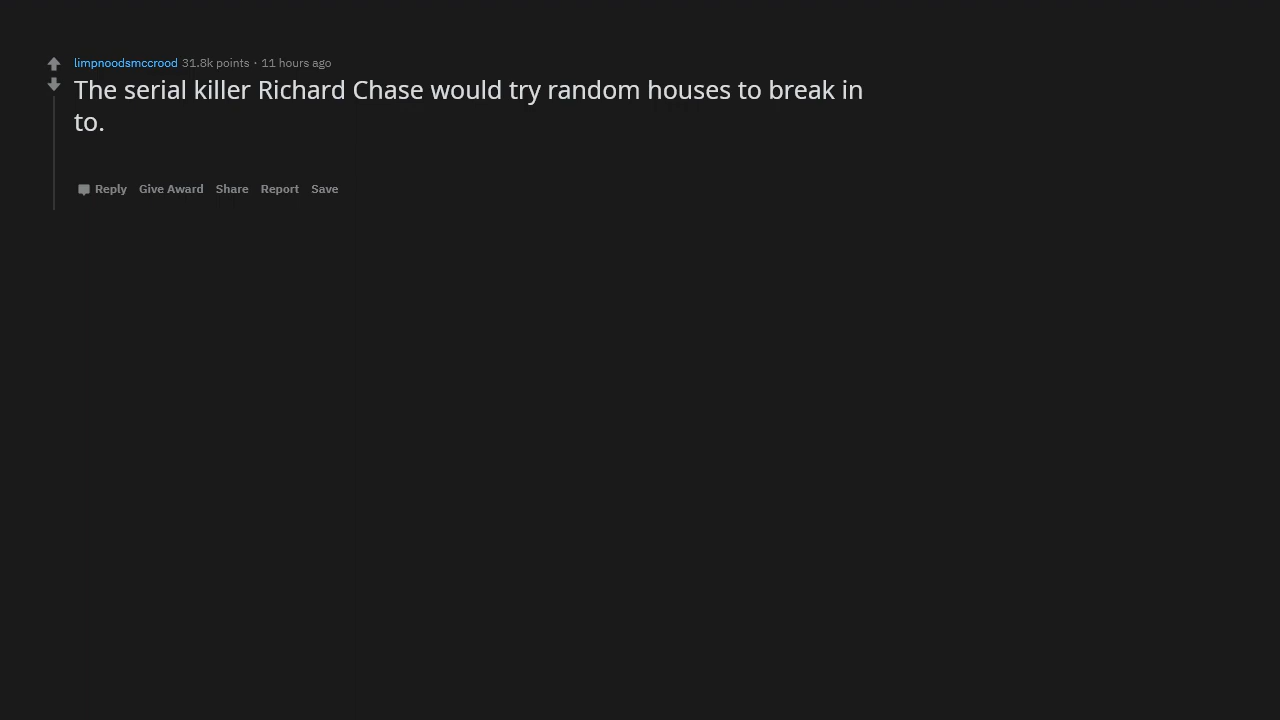 limpnoodsmccrood 31.8k points · 11 hours ago
The serial killer Richard Chase would try random houses to break in
to.
Reply Give Award Share Report Save